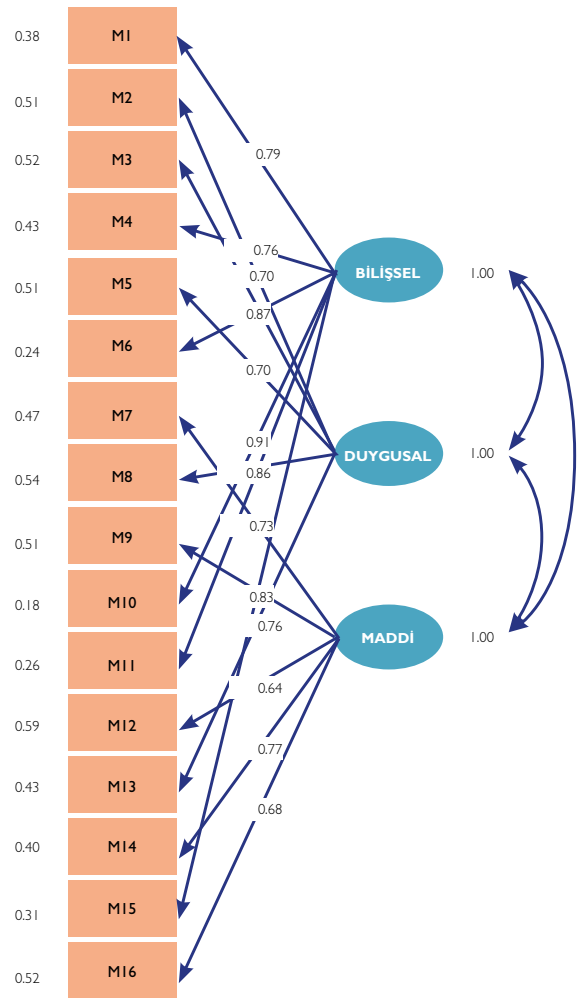 0.38
M1
0.51
M2
0.52
M3
0.43
M4
0.51
M5
0.24
M6
0.47
M7
0.54
M8
0.51
M9
0.18
M10
0.26
M11
0.59
M12
0.43
M13
0.40
M14
0.31
M15
0.52
M16
0.79
0.76
0.70
0.87
0.70
0.91
0.86
0.73
0.83
0.76
0.64
0.77
0.68
BİLİŞSEL
1.00
DUYGUSAL
1.00
MADDİ
1.00